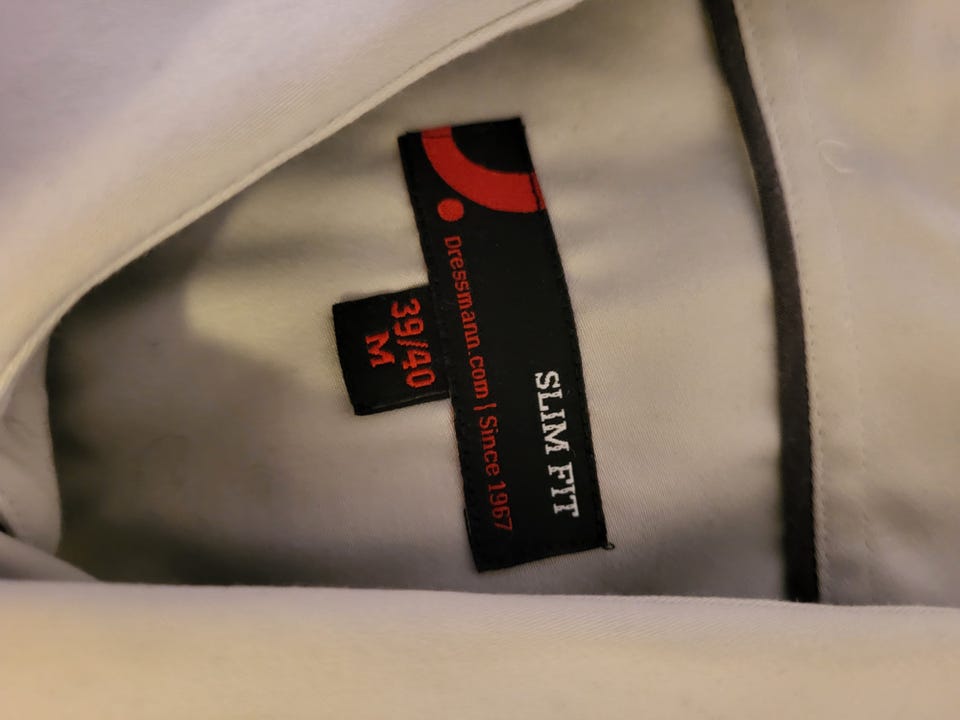 SLIM FIT
Dressmann.com | Since 1967
39/40
M